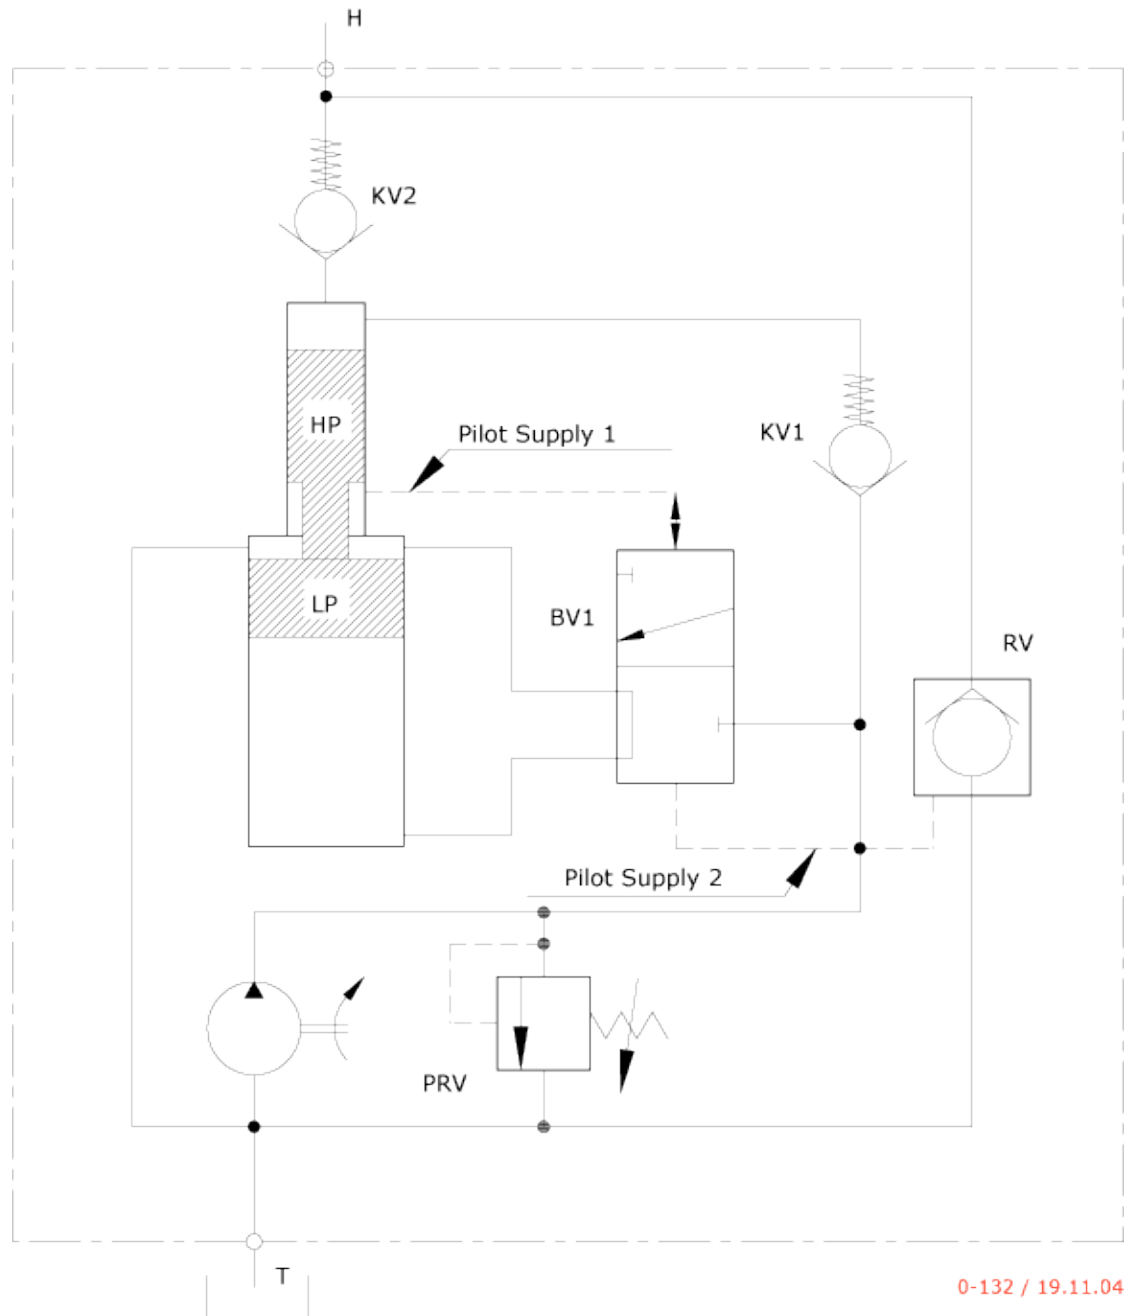 H
KV2
HP
Pilot Supply 1
KV1
LP
BV1
RV
Pilot Supply 2
PRV
T
0-132 / 19.11.04